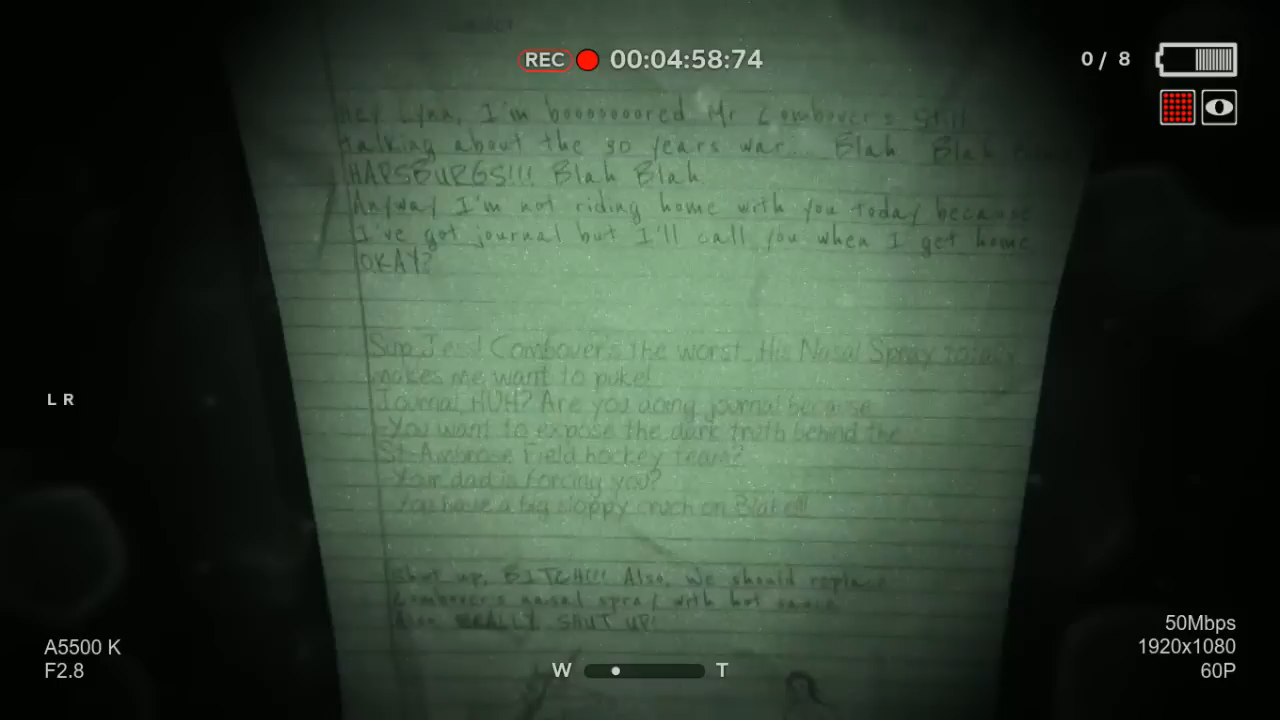 REC 00:04:58:74
0 / 8
Hey Lynn, I'm boooooooored Mr Combover's still
talking about the 30 years war... Blah Blah
HAPSBURGS!!! Blah Blah.
Anyway I'm not riding home with you today because
I've got journal but I'll call you when I get home
OKAY?
Sup Jess! Combover's the worst. His Nasal Spray totally
makes me want to puke!
Journal HUH? Are you doing journal because
-You want to expose the dark truth behind the
St. Ambrose Field hockey team?
-Your dad is forcing you?
-You have a big sloppy crush on Blake!!!
Shut up, BITCH!!! Also, we should replace
Combover's nasal spray with hot sauce
Also REALLY SHUT UP!
L R
A5500 K
F2.8
W T
50Mbps
1920x1080
60P